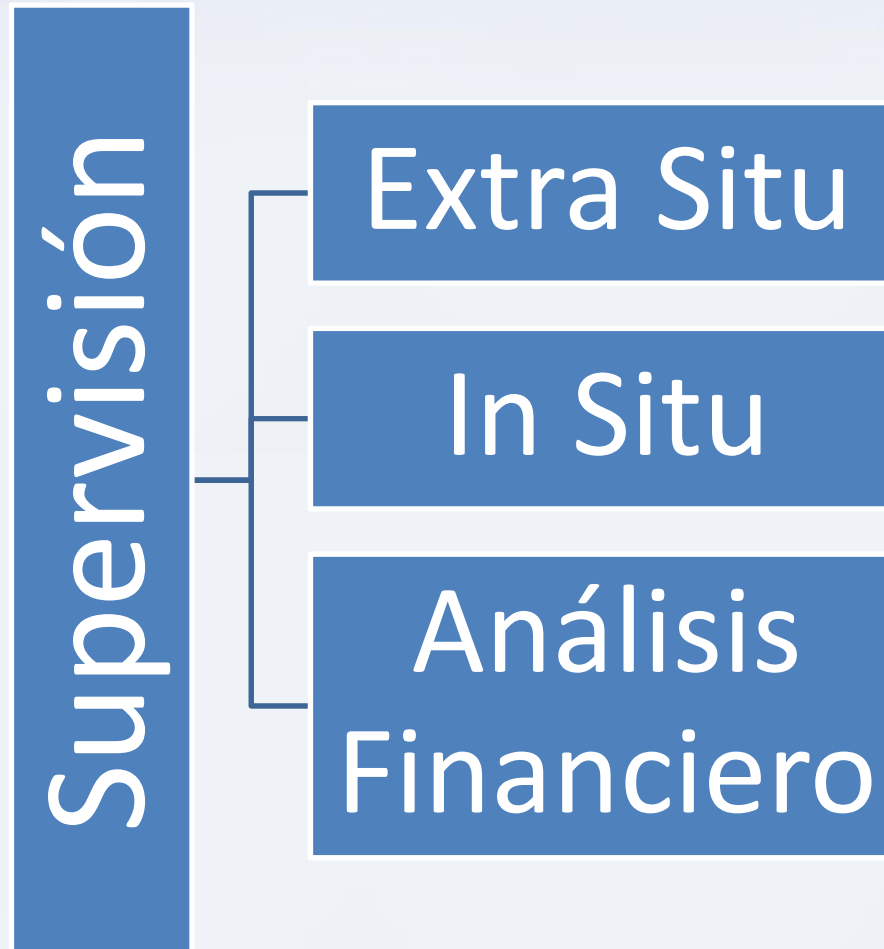 Supervisión
Extra Situ
In Situ
Análisis
Financiero